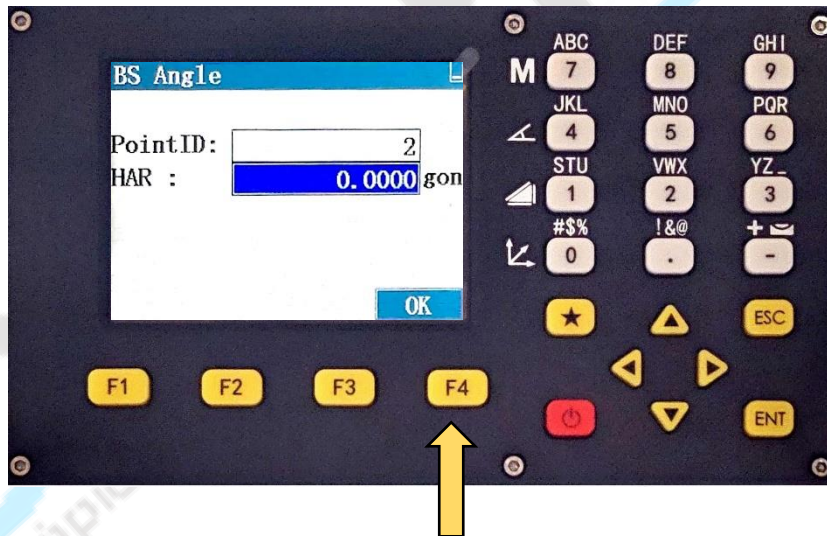 BS Angle
PointID: 2
HAR : 0.0000 gon
OK
F1 F2 F3 F4
ABC DEF GHI
M 7 8 9
JKL MNO PQR
4 5 6
STU VWX YZ_
1 2 3
#$% !&@ +
0 . -
ESC
ENT